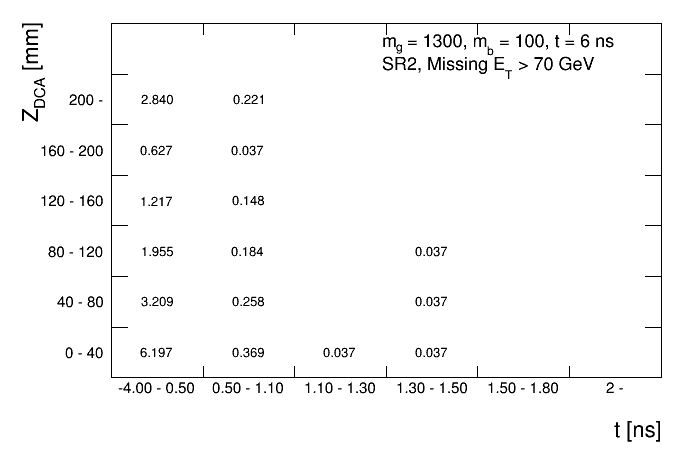 m_g = 1300, m_b = 100, t = 6 ns
SR2, Missing E_T > 70 GeV
Z_DCA [mm]
200 - 2.840 0.221
160 - 200 0.627 0.037
120 - 160 1.217 0.148
80 - 120 1.955 0.184 0.037
40 - 80 3.209 0.258 0.037
0 - 40 6.197 0.369 0.037 0.037
-4.00 - 0.50 0.50 - 1.10 1.10 - 1.30 1.30 - 1.50 1.50 - 1.80 2 -
t [ns]